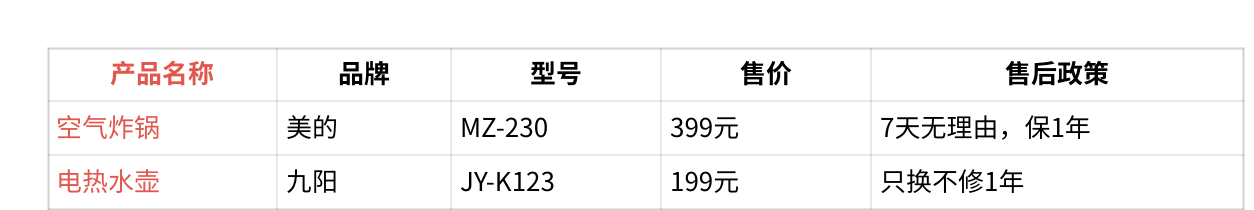 产品名称 品牌 型号 售价 售后政策
空气炸锅 美的 MZ-230 399元 7天无理由，保1年
电热水壶 九阳 JY-K123 199元 只换不修1年